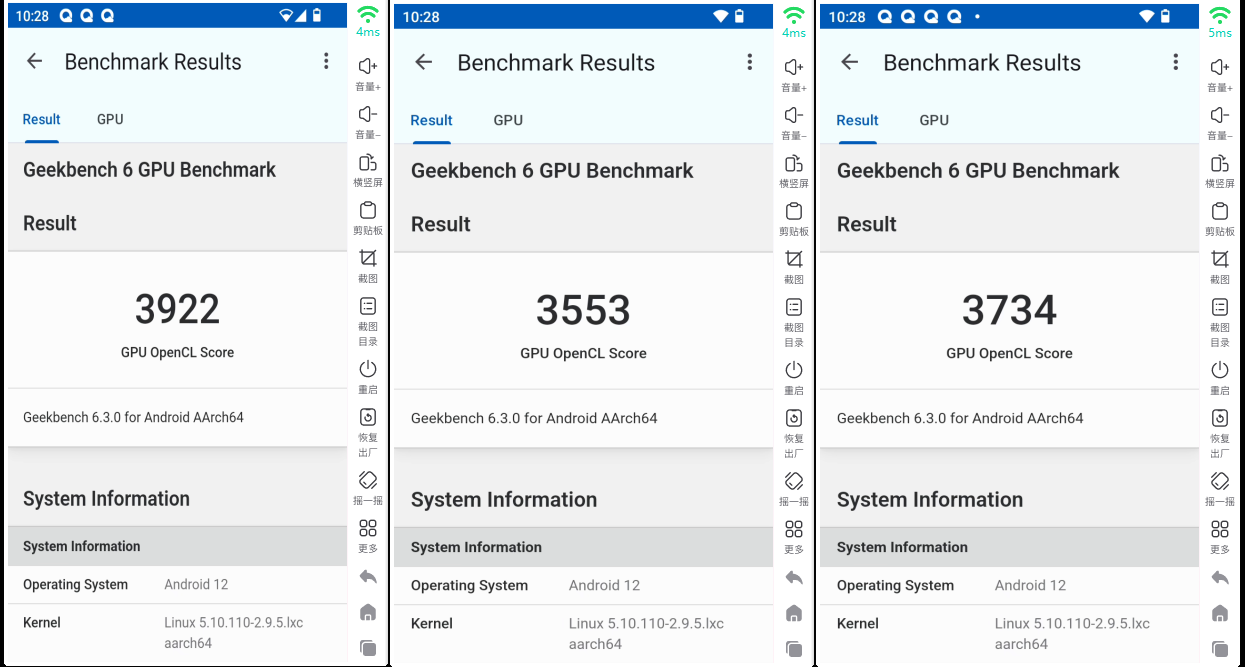 10:28
4ms
Benchmark Results
音量+
Result GPU
音量-
Geekbench 6 GPU Benchmark
横竖屏
Result
剪贴板
截图
3922
截图
目录
GPU OpenCL Score
重启
Geekbench 6.3.0 for Android AArch64
恢复
出厂
System Information
摇一摇
System Information
更多
Operating System Android 12
Kernel Linux 5.10.110-2.9.5.lxc
aarch64
10:28
4ms
Benchmark Results
音量+
Result GPU
音量-
Geekbench 6 GPU Benchmark
横竖屏
Result
剪贴板
截图
3553
截图
目录
GPU OpenCL Score
重启
Geekbench 6.3.0 for Android AArch64
恢复
出厂
System Information
摇一摇
System Information
更多
Operating System Android 12
Kernel Linux 5.10.110-2.9.5.lxc
aarch64
10:28
5ms
Benchmark Results
音量+
Result GPU
音量-
Geekbench 6 GPU Benchmark
横竖屏
Result
剪贴板
截图
3734
截图
目录
GPU OpenCL Score
重启
Geekbench 6.3.0 for Android AArch64
恢复
出厂
System Information
摇一摇
System Information
更多
Operating System Android 12
Kernel Linux 5.10.110-2.9.5.lxc
aarch64